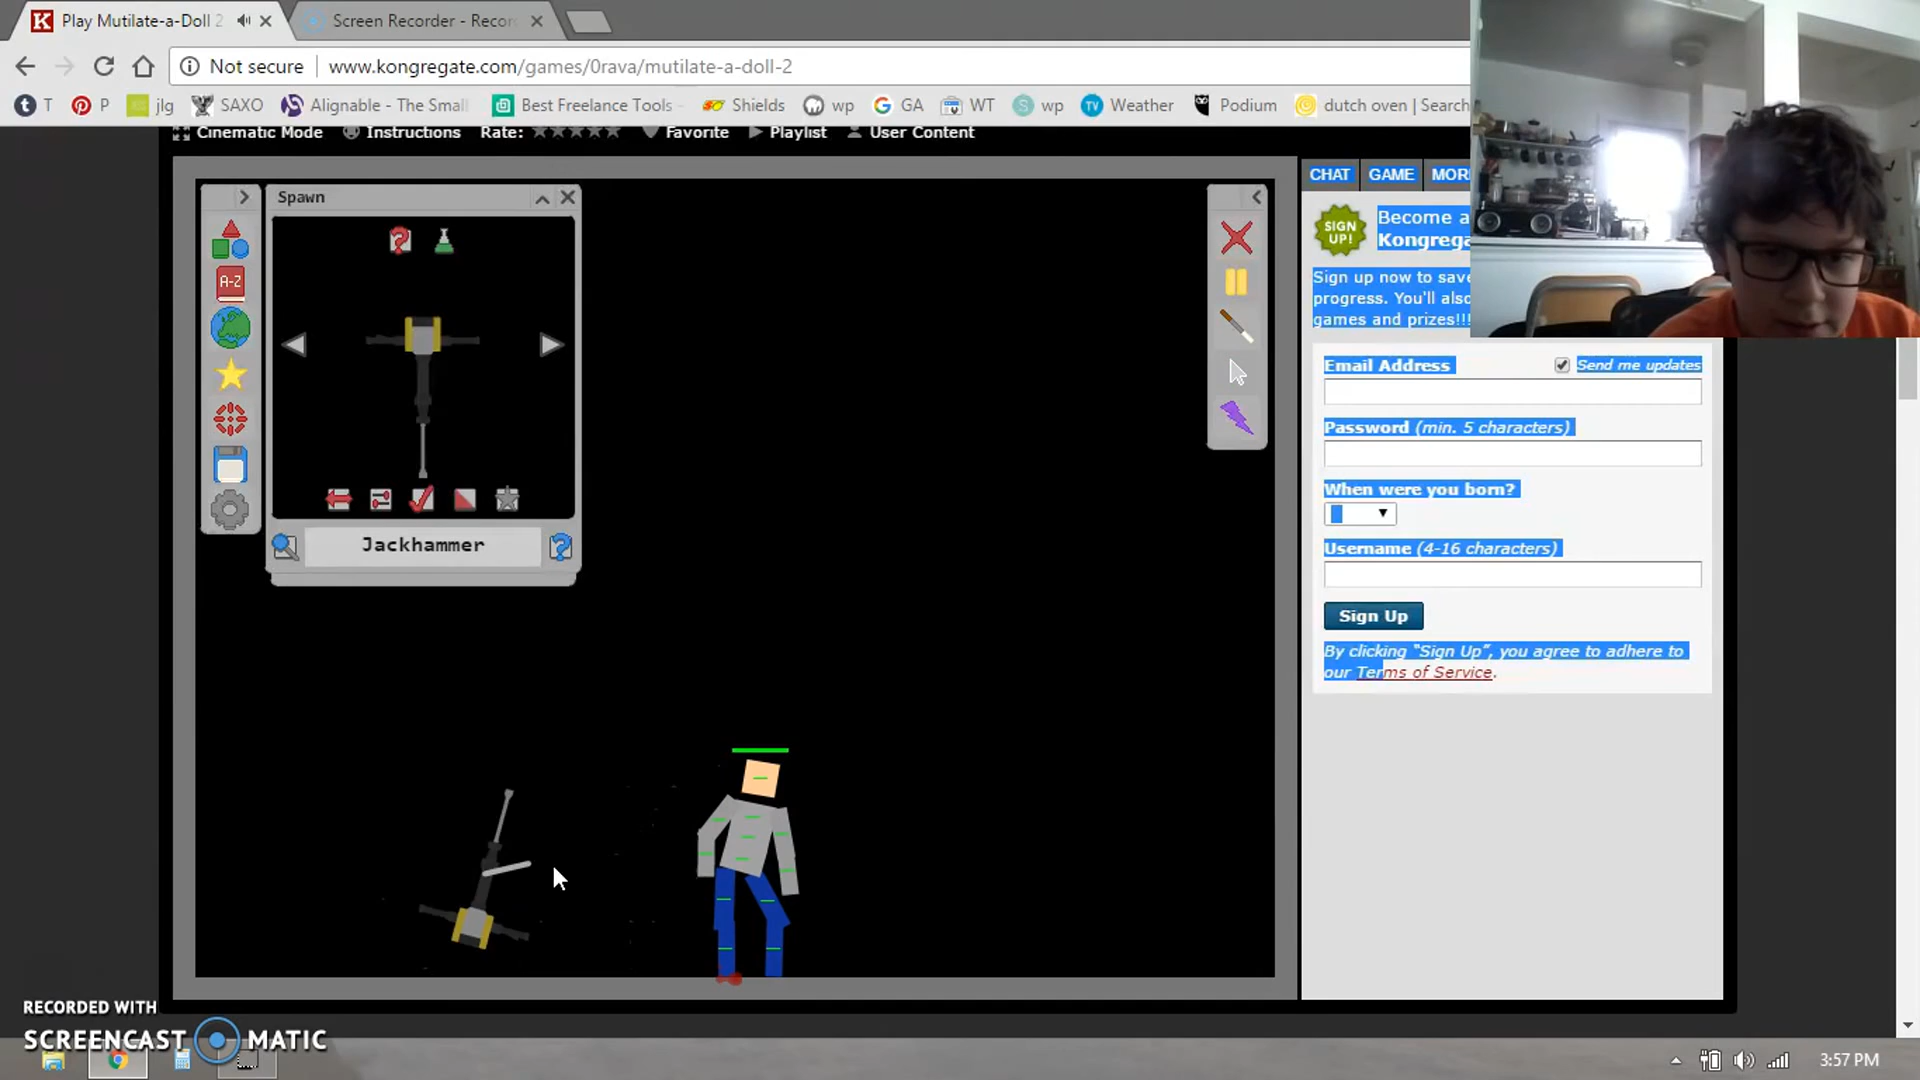 Play Mutilate-a-Doll 2
Screen Recorder - Recor
Not secure
www.kongregate.com/games/0rava/mutilate-a-doll-2
T
P
jlg
SAXO
Alignable - The Small
Best Freelance Tools
Shields
wp
GA
WT
wp
Weather
Podium
dutch oven | Search
Cinematic Mode
Instructions
Rate:
Favorite
Playlist
User Content
Spawn
A-Z
Jackhammer
CHAT
GAME
MOR
SIGN UP!
Become a
Kongrega
Sign up now to save
progress. You'll also
games and prizes!!!
Email Address
Send me updates
Password (min. 5 characters)
When were you born?
Username (4-16 characters)
Sign Up
By clicking "Sign Up", you agree to adhere to
our Terms of Service.
RECORDED WITH
SCREENCAST MATIC
3:57 PM